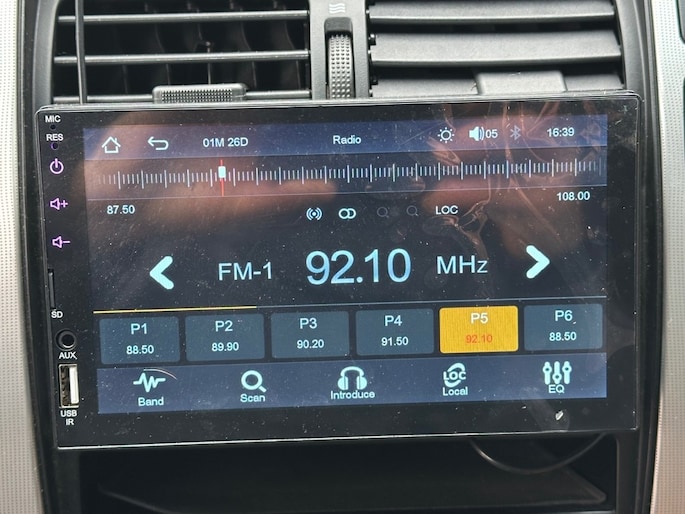 MIC
RES
01M 26D Radio 05 16:39
87.50 108.00
LOC
FM-1 92.10 MHz
P1 P2 P3 P4 P5 P6
88.50 89.90 90.20 91.50 92.10 88.50
SD
AUX
LOC
Band Scan Introduce Local EQ
USB
IR